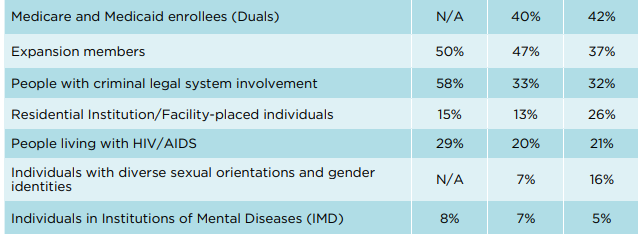 Medicare and Medicaid enrollees (Duals) N/A 40% 42%
Expansion members 50% 47% 37%
People with criminal legal system involvement 58% 33% 32%
Residential Institution/Facility-placed individuals 15% 13% 26%
People living with HIV/AIDS 29% 20% 21%
Individuals with diverse sexual orientations and gender
identities N/A 7% 16%
Individuals in Institutions of Mental Diseases (IMD) 8% 7% 5%